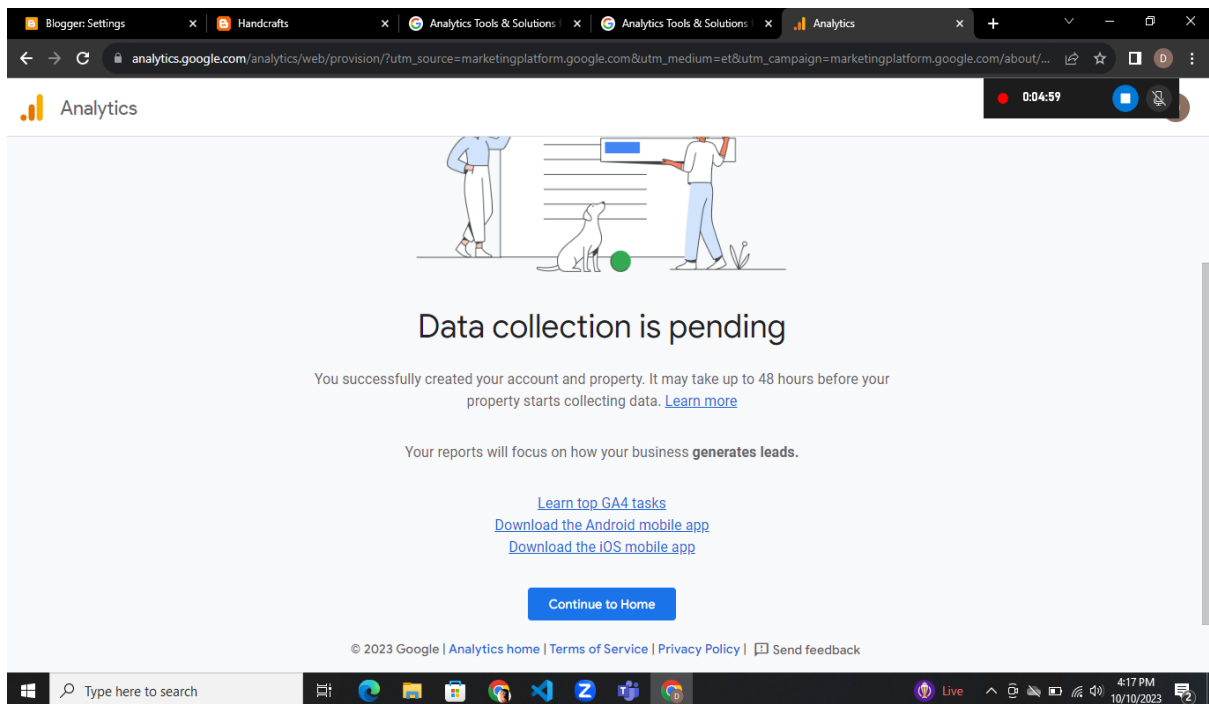 Blogger: Settings
Handcrafts
Analytics Tools & Solutions f
Analytics Tools & Solutions f
Analytics
analytics.google.com/analytics/web/provision/?utm_source=marketingplatform.google.com&utm_medium=et&utm_campaign=marketingplatform.google.com/about/...
D
Analytics
0:04:59
Data collection is pending
You successfully created your account and property. It may take up to 48 hours before your
property starts collecting data. Learn more
Your reports will focus on how your business generates leads.
Learn top GA4 tasks
Download the Android mobile app
Download the iOS mobile app
Continue to Home
© 2023 Google | Analytics home | Terms of Service | Privacy Policy | Send feedback
Type here to search
Live
4:17 PM
10/10/2023
2